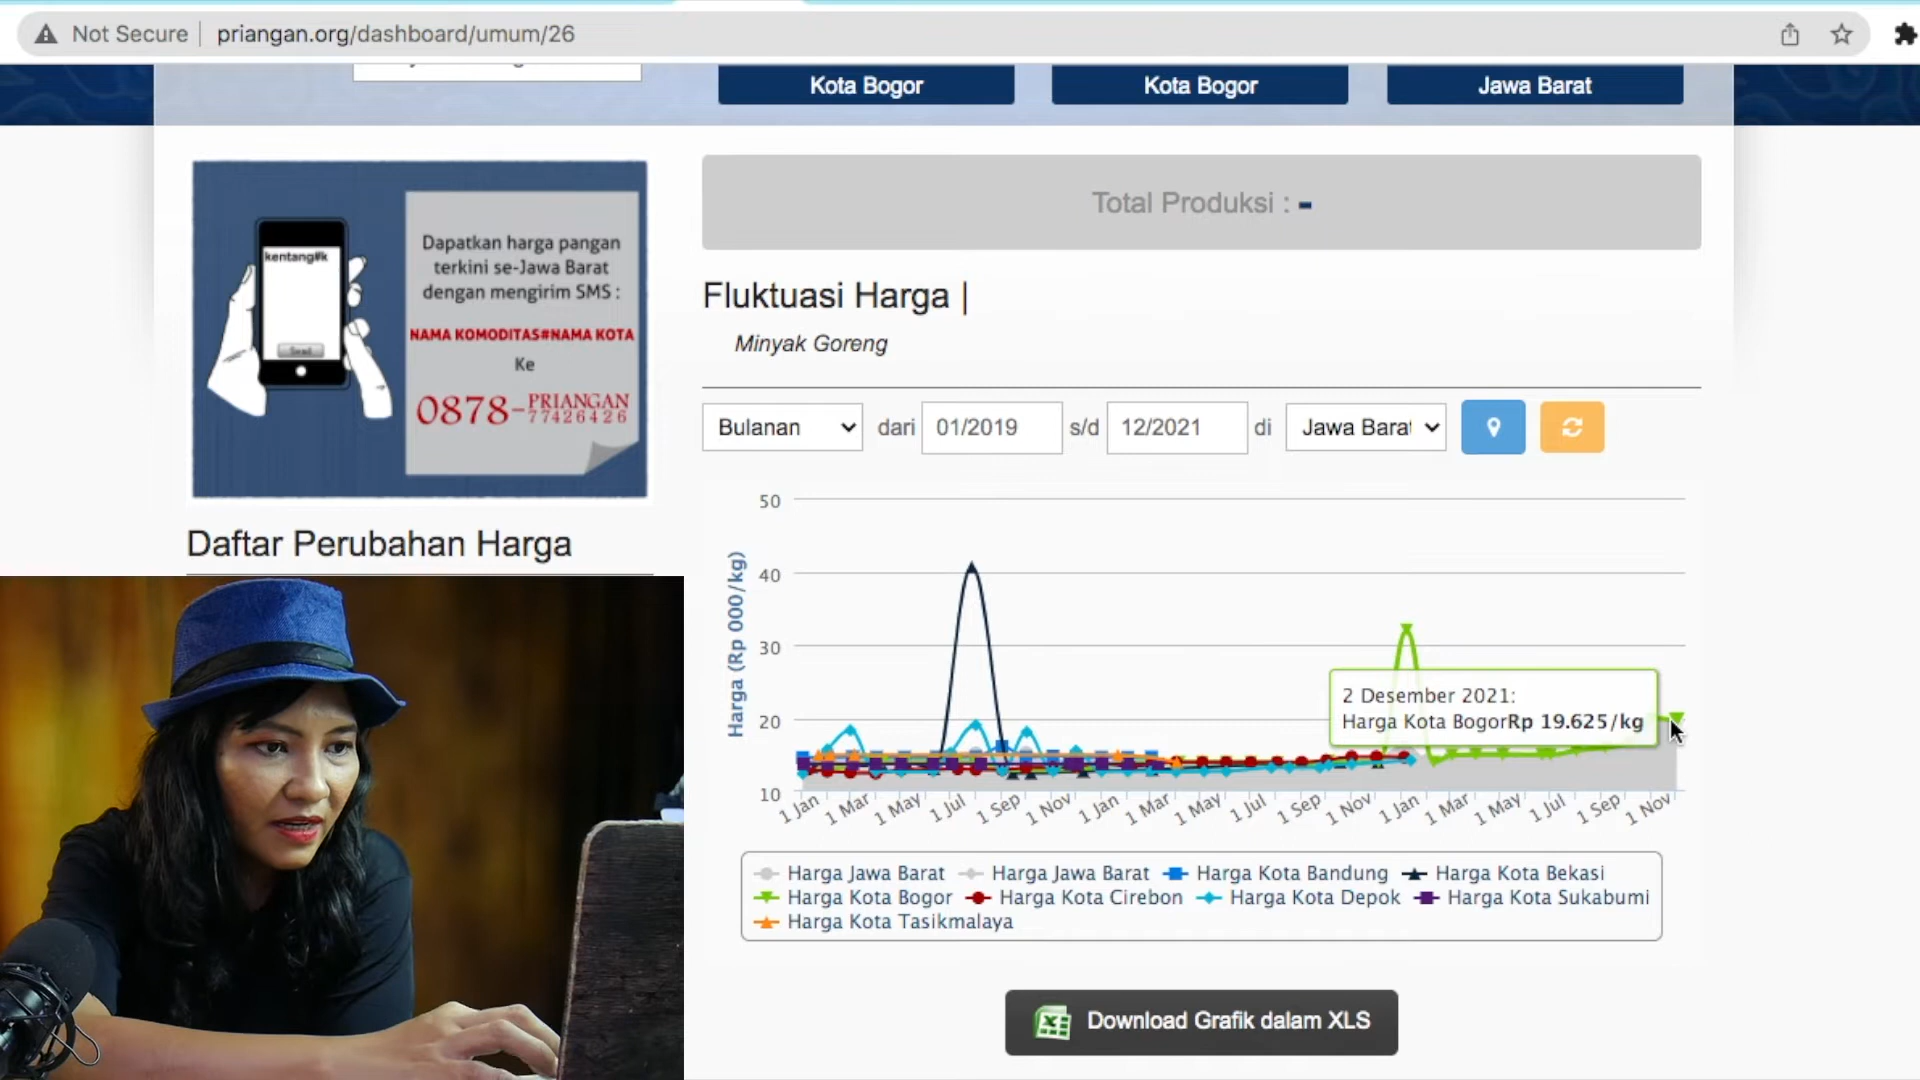 Not Secure
priangan.org/dashboard/umum/26
Kota Bogor
Kota Bogor
Jawa Barat
kentang#k
Send
Dapatkan harga pangan
terkini se-Jawa Barat
dengan mengirim SMS :
NAMA KOMODITAS#NAMA KOTA
Ke
0878-PRIANGAN
77426426
Daftar Perubahan Harga
Total Produksi : -
Fluktuasi Harga |
Minyak Goreng
Bulanan dari 01/2019 s/d 12/2021 di Jawa Barat
Harga (Rp 000/kg)
50
40
30
20
10
2 Desember 2021:
Harga Kota BogorRp 19.625/kg
1 Jan 1 Mar 1 May 1 Jul 1 Sep 1 Nov 1 Jan 1 Mar 1 May 1 Jul 1 Sep 1 Nov 1 Jan 1 Mar 1 May 1 Jul 1 Sep 1 Nov
Harga Jawa Barat Harga Jawa Barat Harga Kota Bandung Harga Kota Bekasi
Harga Kota Bogor Harga Kota Cirebon Harga Kota Depok Harga Kota Sukabumi
Harga Kota Tasikmalaya
Download Grafik dalam XLS